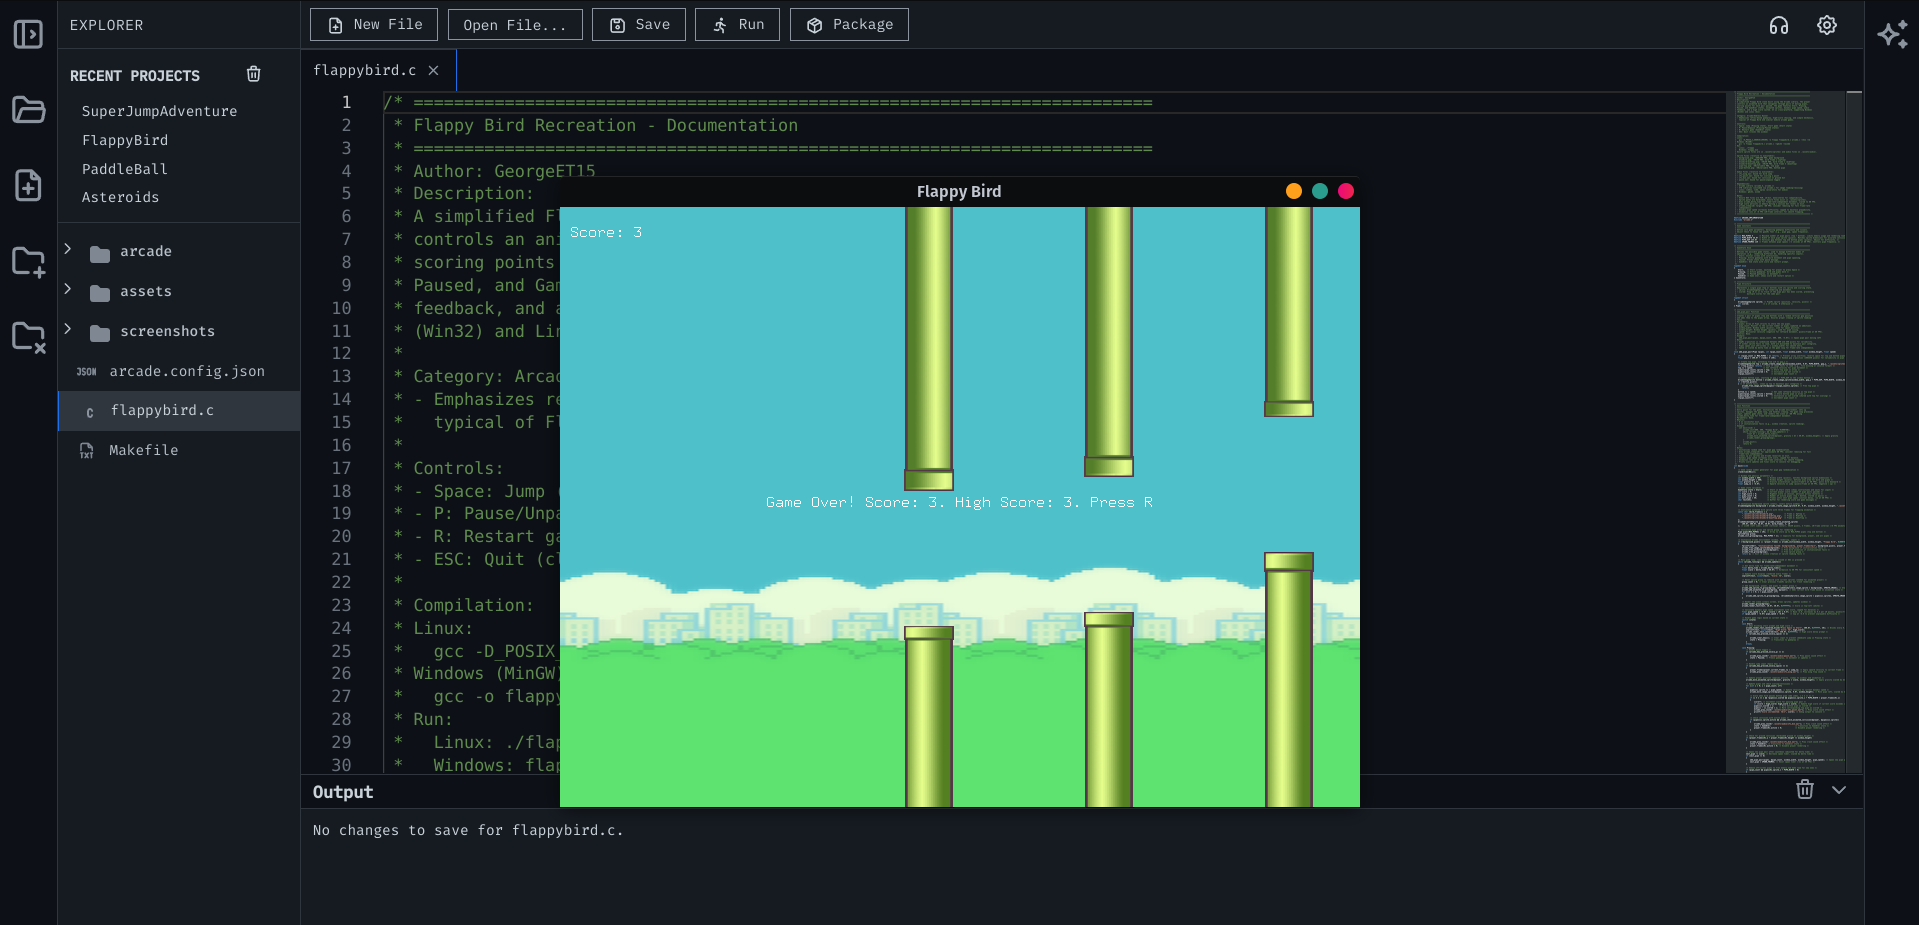 EXPLORER
New File
Open File...
Save
Run
Package
RECENT PROJECTS
SuperJumpAdventure
FlappyBird
PaddleBall
Asteroids
arcade
assets
screenshots
JSON arcade.config.json
C flappybird.c
TXT Makefile
flappybird.c
1 /* =========================================================================
2 * Flappy Bird Recreation - Documentation
3 * =========================================================================
4 * Author: GeorgeET15
5 * Description:
6 * A simplified Fl
7 * controls an ani
8 * scoring points
9 * Paused, and Gam
10 * feedback, and a
11 * (Win32) and Lin
12 *
13 * Category: Arcad
14 * - Emphasizes re
15 *   typical of Fl
16 *
17 * Controls:
18 * - Space: Jump (
19 * - P: Pause/Unpa
20 * - R: Restart ga
21 * - ESC: Quit (cl
22 *
23 * Compilation:
24 * Linux:
25 *   gcc -D_POSIX_
26 * Windows (MinGW)
27 *   gcc -o flappy
28 * Run:
29 *   Linux: ./flap
30 *   Windows: flap
Flappy Bird
Score: 3
Game Over! Score: 3. High Score: 3. Press R
Output
No changes to save for flappybird.c.